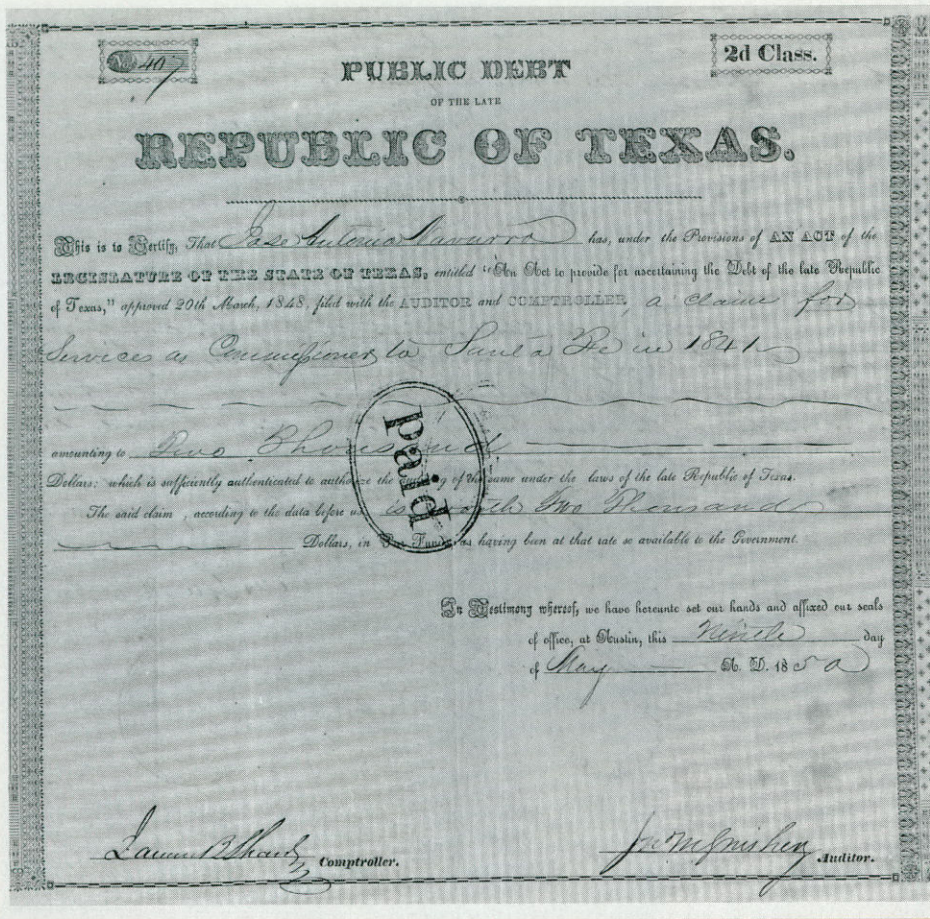 No 407
2d Class.
PUBLIC DEBT
OF THE LATE
REPUBLIC OF TEXAS.
This is to Certify, That Jose Antonio Navarro has, under the Provisions of AN ACT of the
LEGISLATURE OF THE STATE OF TEXAS, entitled "An Act to provide for ascertaining the Debt of the late Republic
of Texas," approved 20th March, 1848, filed with the AUDITOR and COMPTROLLER, a claim for
Services as Commissioner to Santa Fe in 1841
amounting to Two Thousand
Dollars; which is sufficiently authenticated to authorize the of the same under the laws of the late Republic of Texas.
The said claim, according to the data before us is worth Two Thousand
Dollars, in Par Funds, as having been at that rate so available to the Government.
paid
In Testimony whereof, we have hereunto set our hands and affixed our seals
of office, at Austin, this Ninth day
of May A. D. 1850
James B Shaw Comptroller.
Auditor.